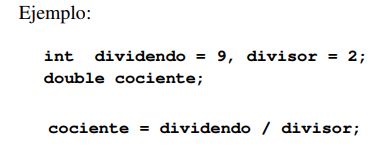 Ejemplo:
int dividendo = 9, divisor = 2;
double cociente;
cociente = dividendo / divisor;